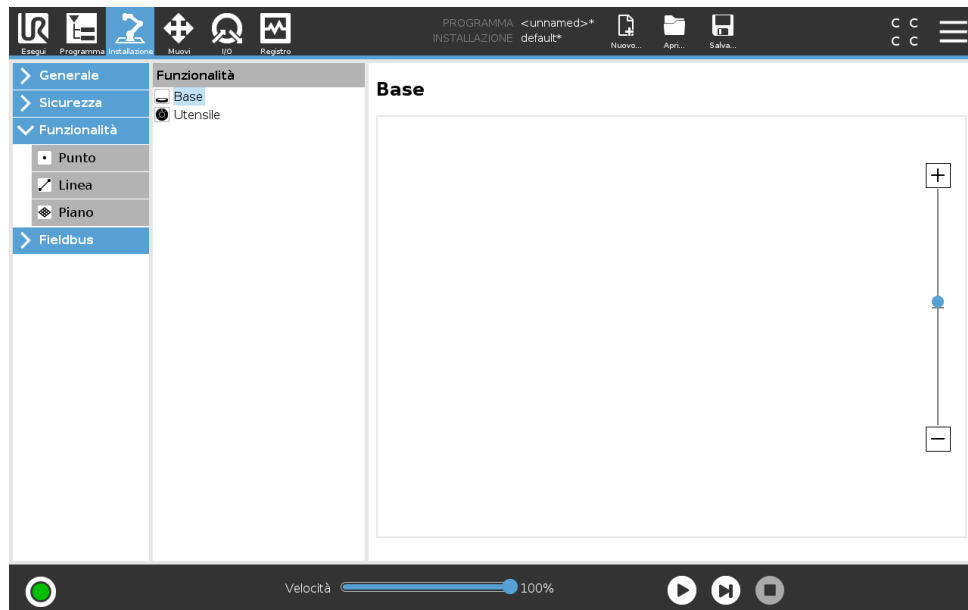 PROGRAMMA <unnamed>*
INSTALLAZIONE default*
Esegui Programma Installazione Muovi I/O Registro
Nuovo... Apri... Salva...
C C
C C
Generale
Sicurezza
Funzionalità
Punto
Linea
Piano
Fieldbus
Funzionalità
Base
Utensile
Base
Velocità 100%